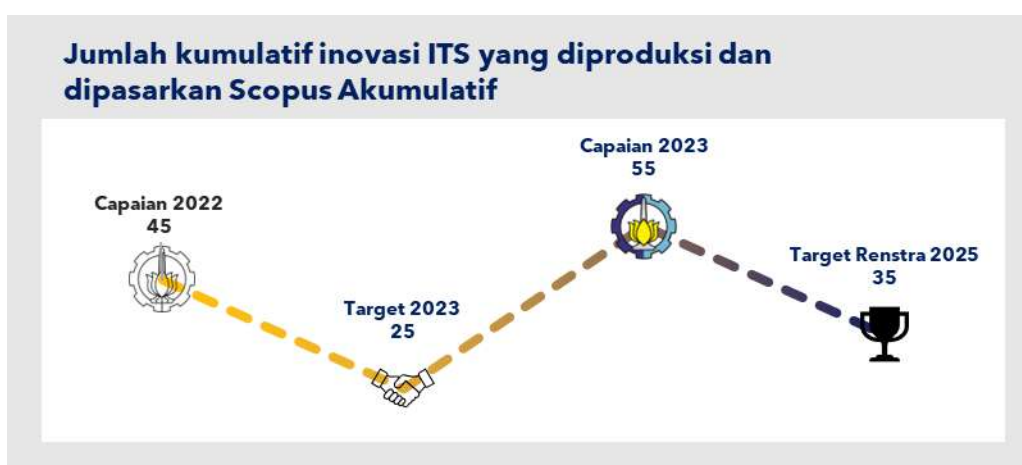 Jumlah kumulatif inovasi ITS yang diproduksi dan
dipasarkan Scopus Akumulatif
Capaian 2022
45
Target 2023
25
Capaian 2023
55
Target Renstra 2025
35